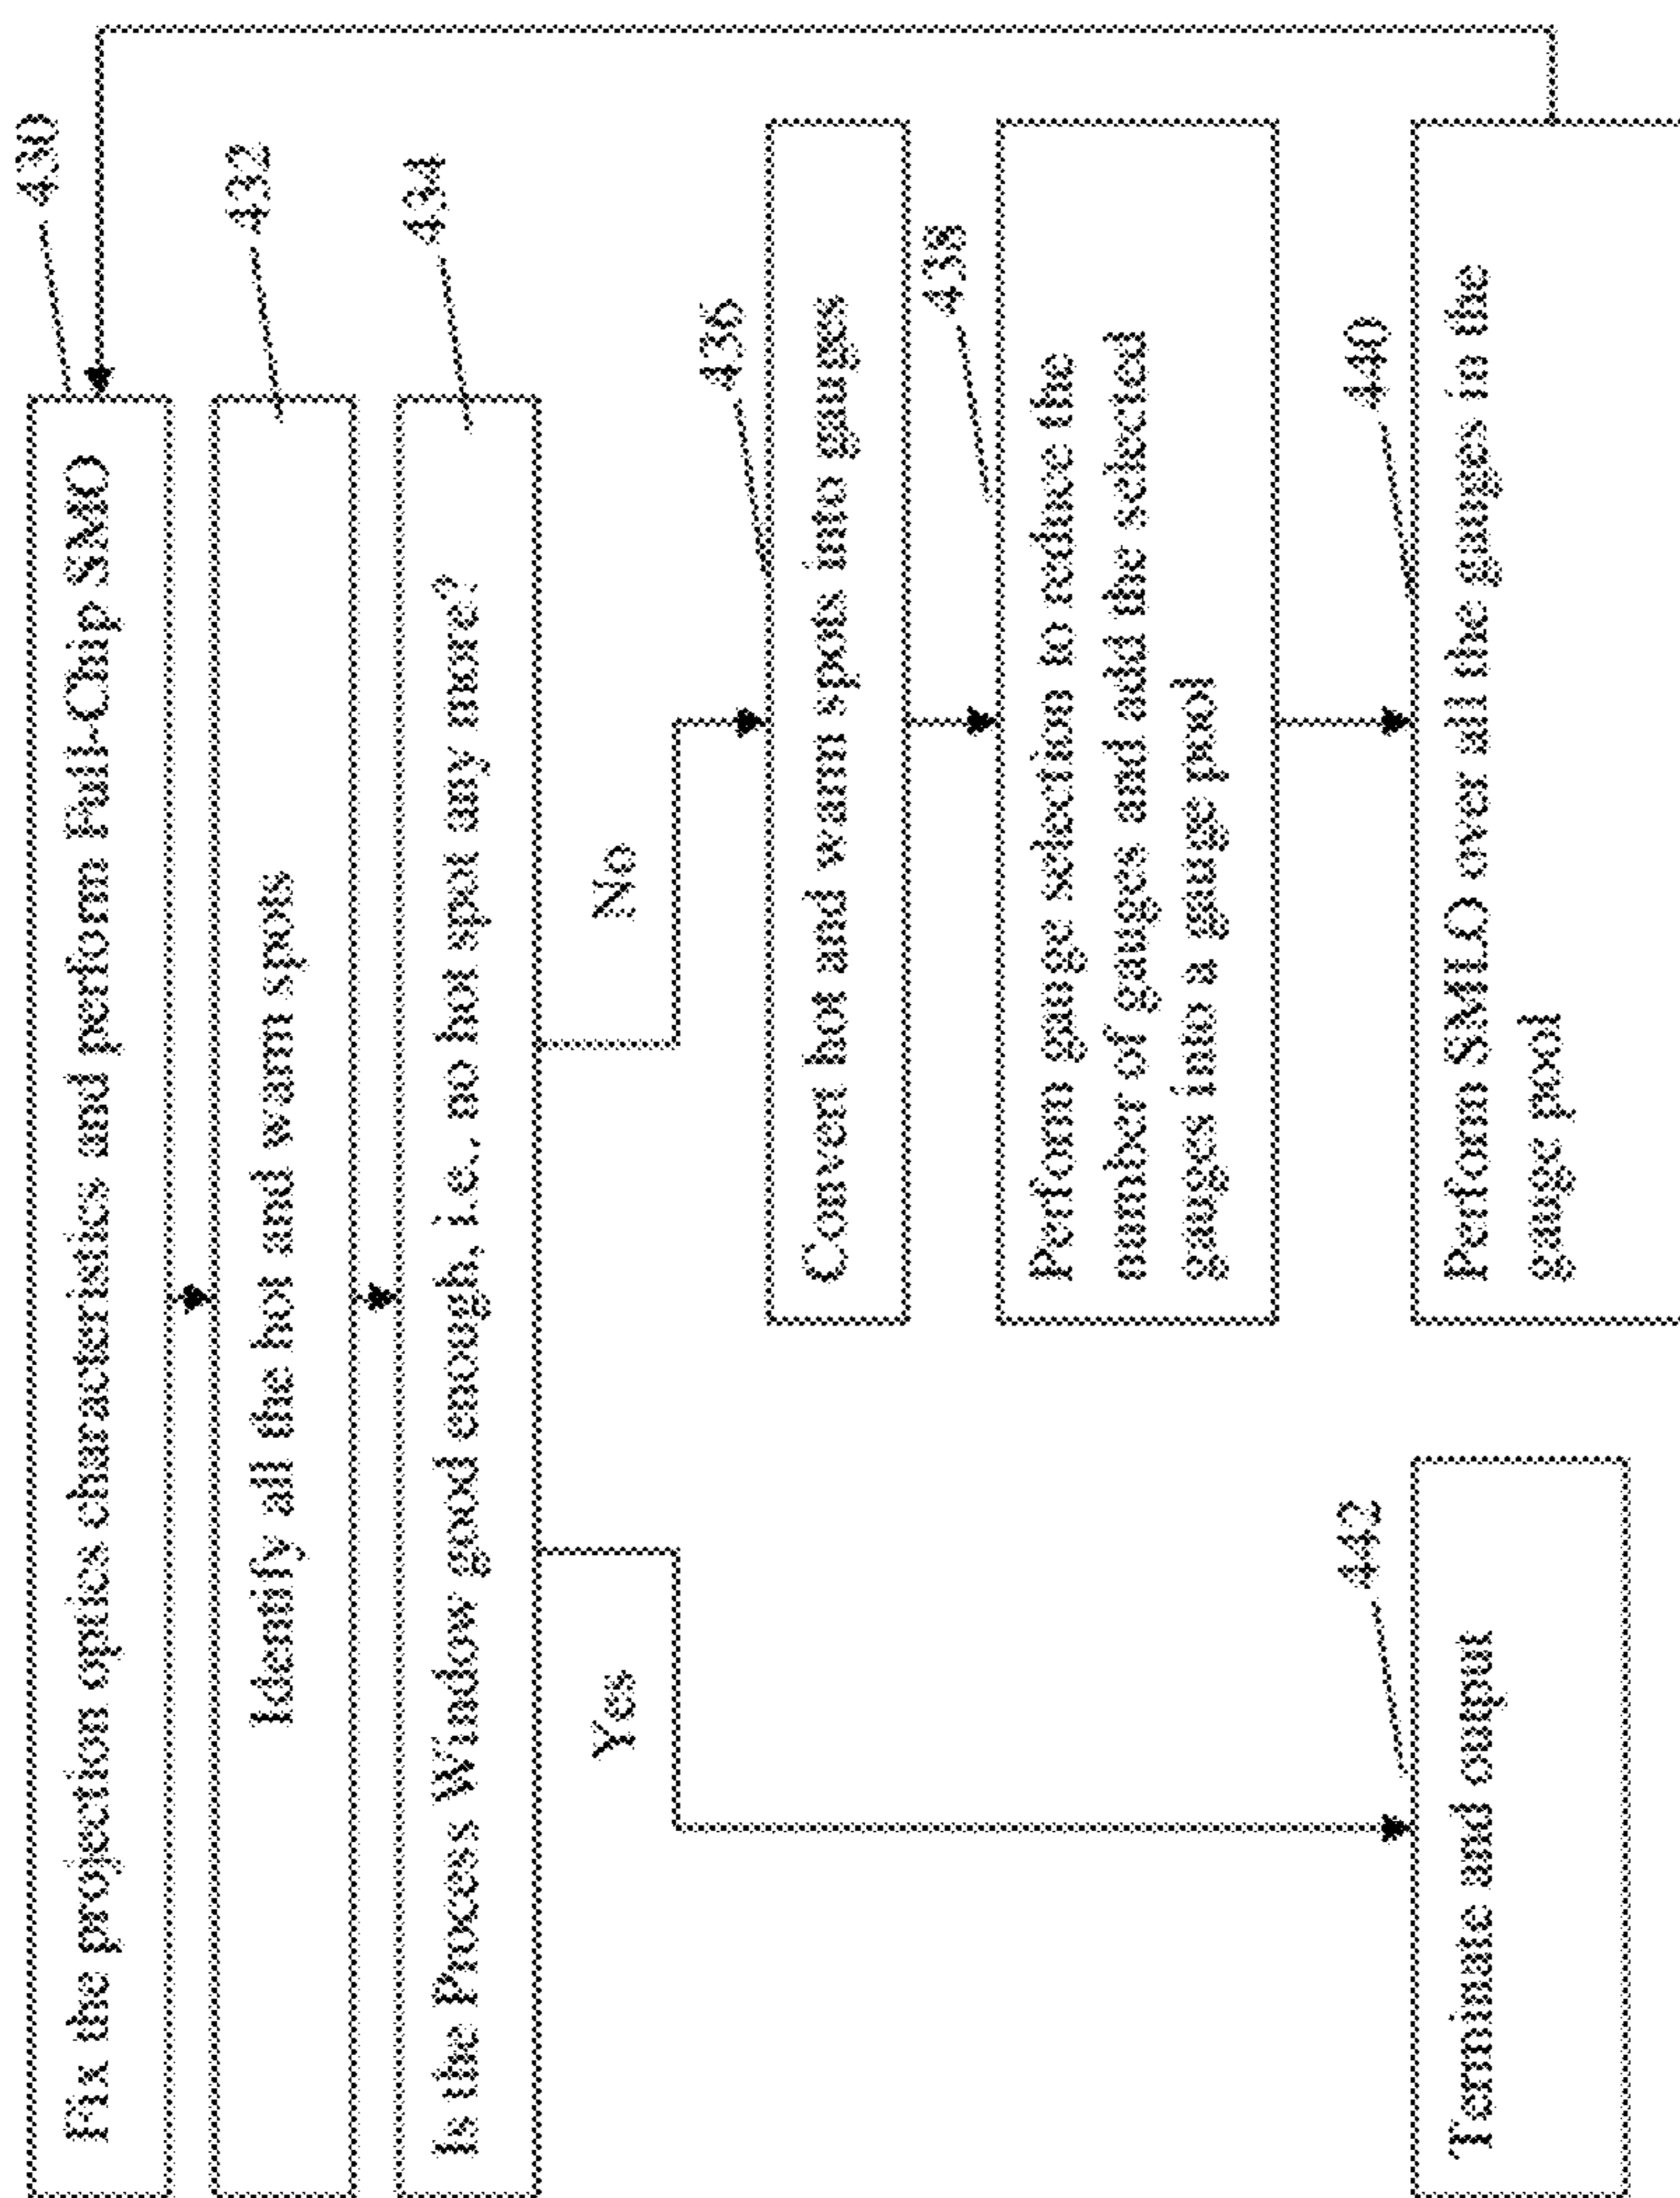 430
Fix the projection optics characteristics and perform Full-Chip SMO
432
Identify all the hot and warm spots
434
Is the Process Window good enough, i.e., no hot spot any more?
No
Yes
436
Convert hot and warm spots into gauges
438
Perform gauge selection to reduce the
number of gauges and add the selected
gauges into a gauge pool
440
Perform SMLO over all the gauges in the
gauge pool
442
Terminate and output